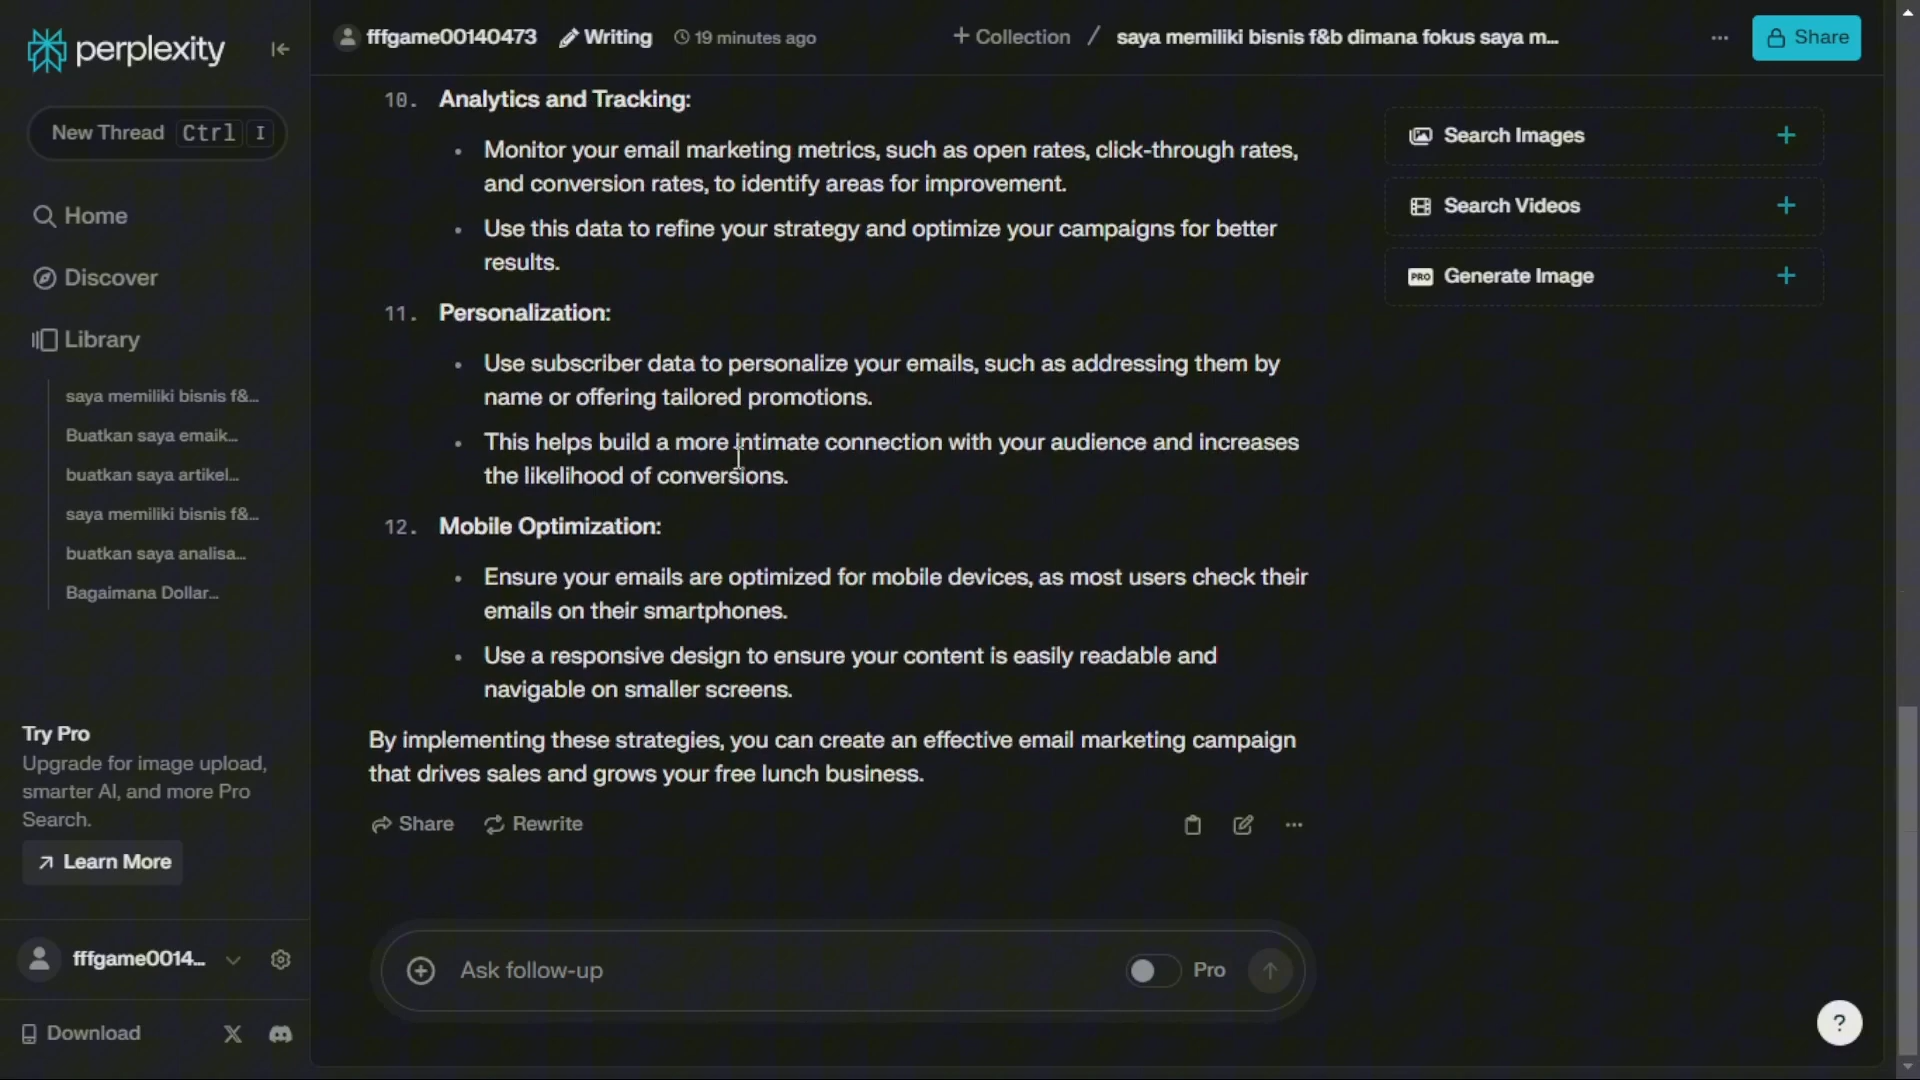 perplexity
New Thread Ctrl I
Home
Discover
Library
saya memiliki bisnis f&...
Buatkan saya emaik...
buatkan saya artikel...
saya memiliki bisnis f&...
buatkan saya analisa...
Bagaimana Dollar...
Try Pro
Upgrade for image upload,
smarter AI, and more Pro
Search.
Learn More
fffgame0014...
Download
fffgame00140473 Writing 19 minutes ago
Collection / saya memiliki bisnis f&b dimana fokus saya m...
Share
10. Analytics and Tracking:
• Monitor your email marketing metrics, such as open rates, click-through rates,
and conversion rates, to identify areas for improvement.
• Use this data to refine your strategy and optimize your campaigns for better
results.
11. Personalization:
• Use subscriber data to personalize your emails, such as addressing them by
name or offering tailored promotions.
• This helps build a more intimate connection with your audience and increases
the likelihood of conversions.
12. Mobile Optimization:
• Ensure your emails are optimized for mobile devices, as most users check their
emails on their smartphones.
• Use a responsive design to ensure your content is easily readable and
navigable on smaller screens.
By implementing these strategies, you can create an effective email marketing campaign
that drives sales and grows your free lunch business.
Share Rewrite
Ask follow-up Pro
Search Images
Search Videos
PRO Generate Image
?